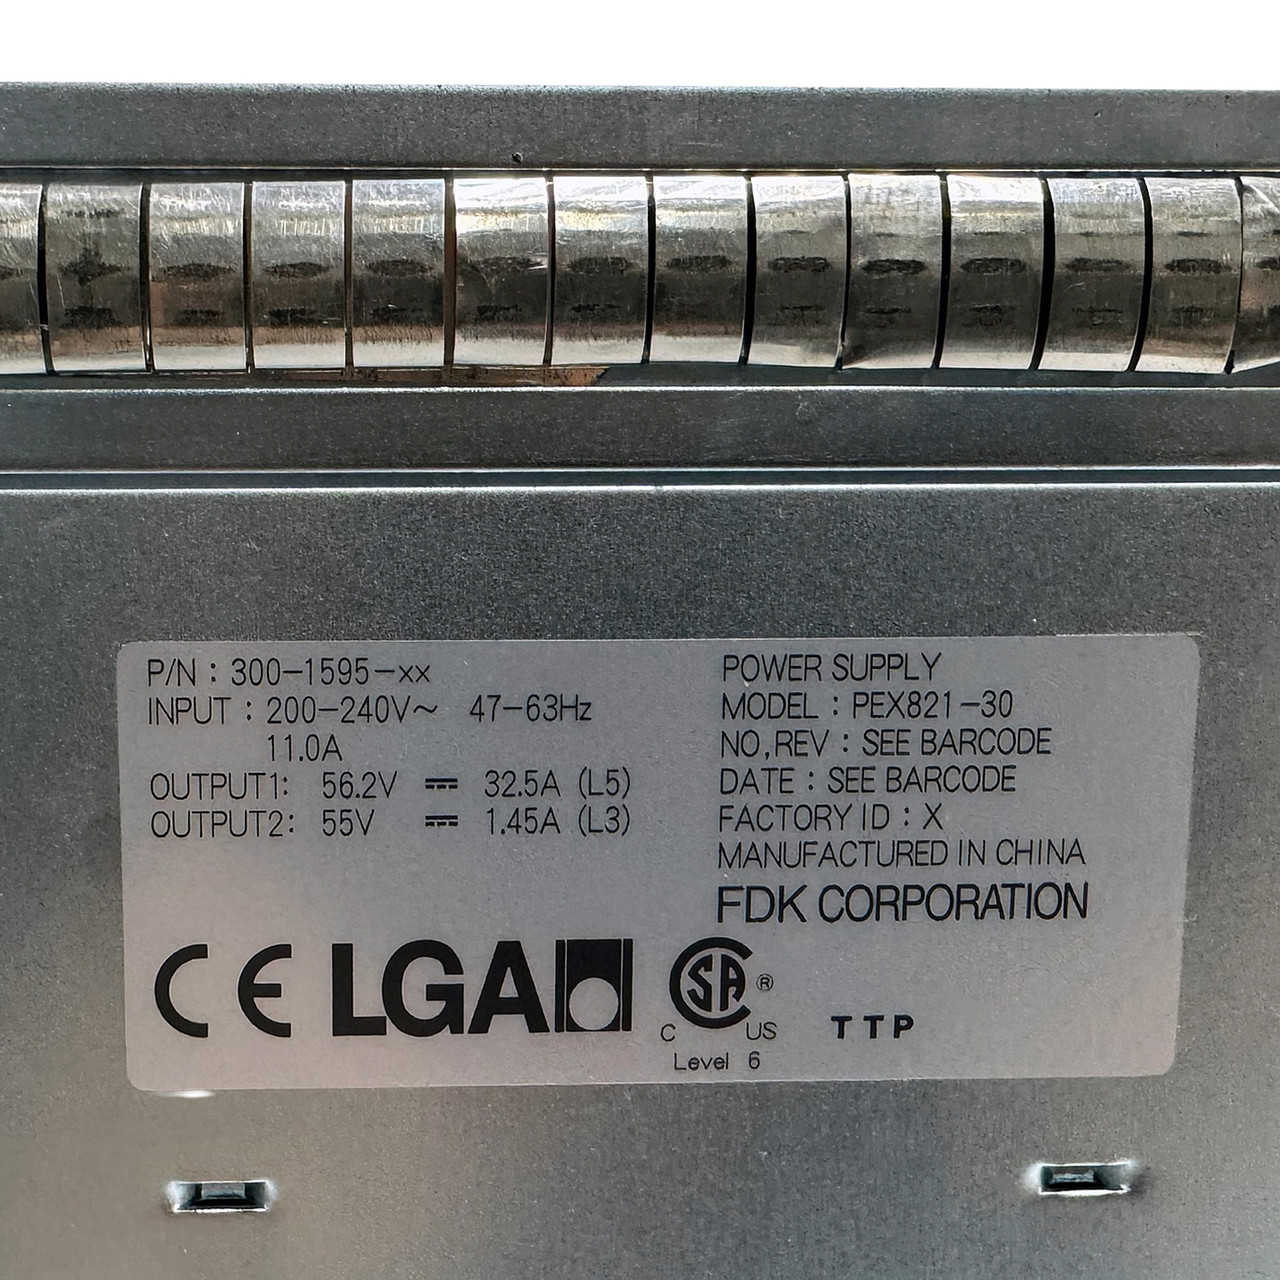 P/N : 300-1595-xx
INPUT : 200-240V~ 47-63Hz
11.0A
OUTPUT1: 56.2V ⎓ 32.5A (L5)
OUTPUT2: 55V ⎓ 1.45A (L3)
POWER SUPPLY
MODEL : PEX821-30
NO,REV : SEE BARCODE
DATE : SEE BARCODE
FACTORY ID : X
MANUFACTURED IN CHINA
FDK CORPORATION
CE LGA SA ®
C US TTP
Level 6